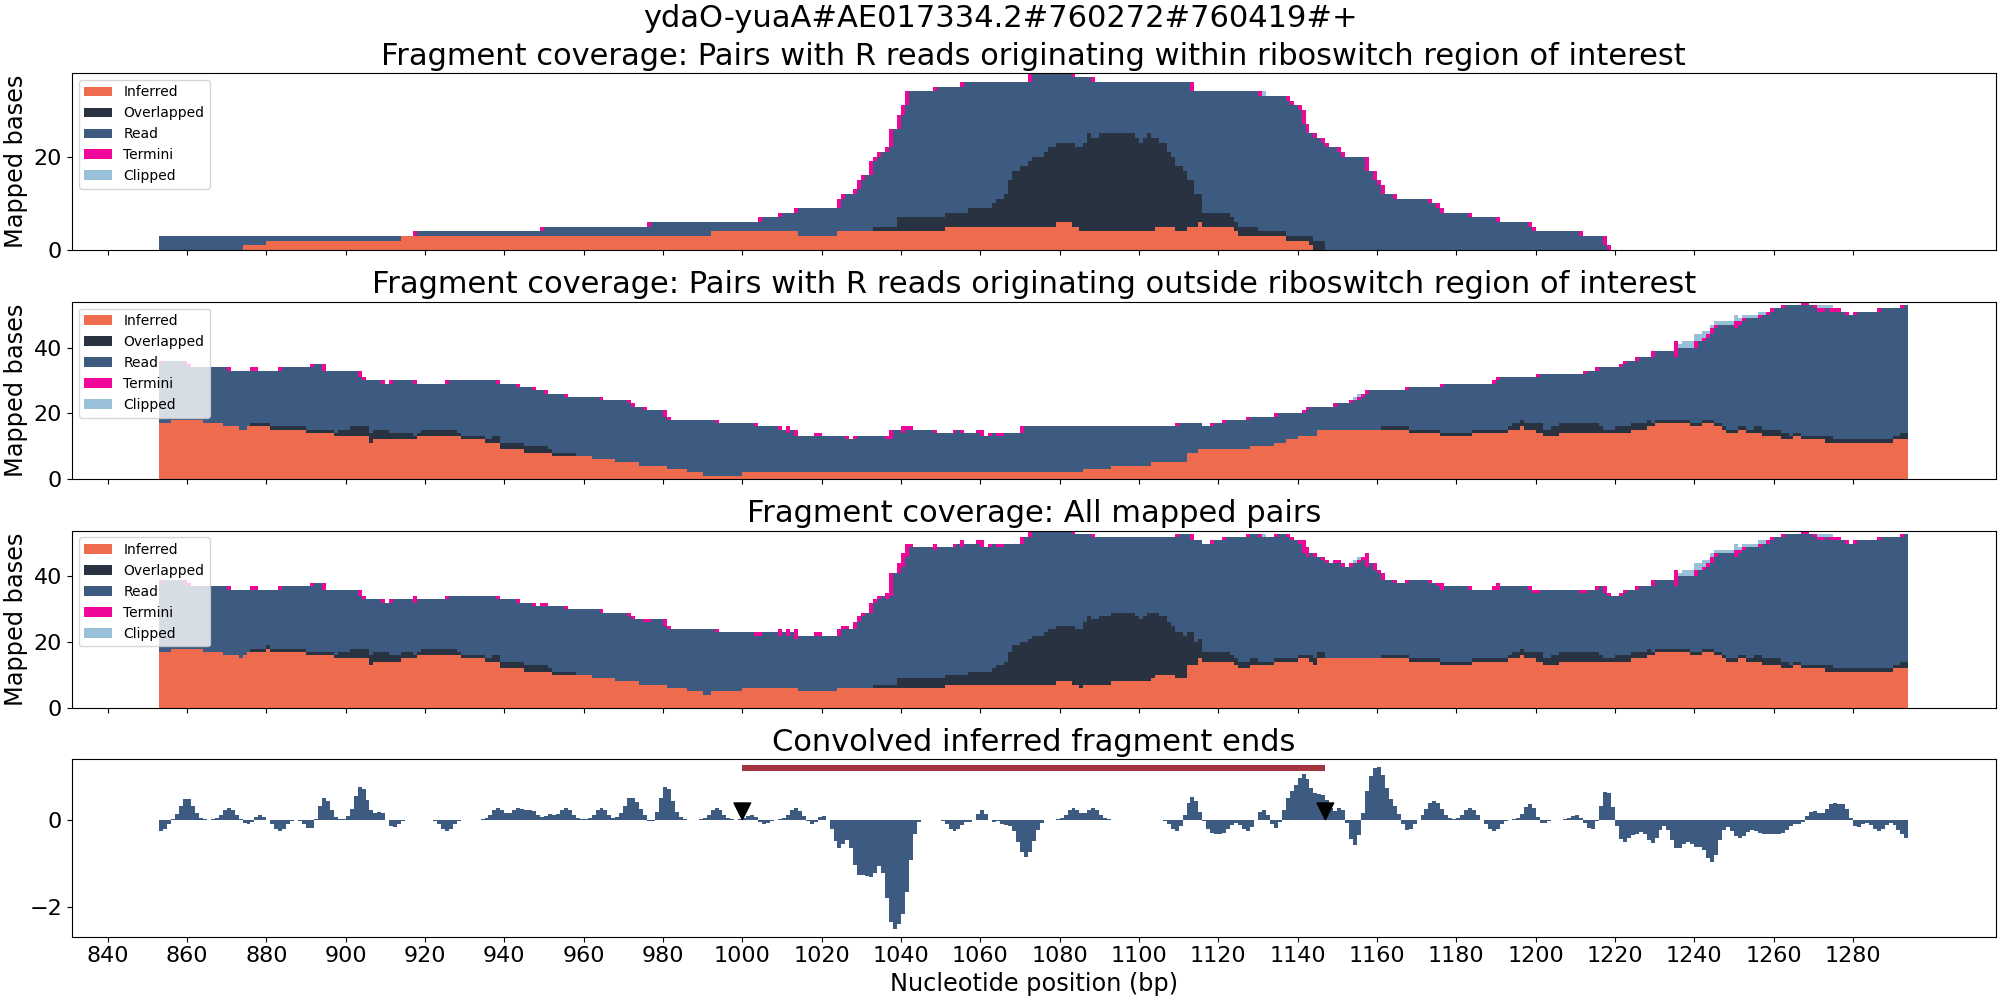 ydaO-yuaA#AE017334.2#760272#760419#+
Fragment coverage: Pairs with R reads originating within riboswitch region of interest
Mapped bases
20
0
Inferred
Overlapped
Read
Termini
Clipped
Fragment coverage: Pairs with R reads originating outside riboswitch region of interest
Mapped bases
40
20
0
Inferred
Overlapped
Read
Termini
Clipped
Fragment coverage: All mapped pairs
Mapped bases
40
20
0
Inferred
Overlapped
Read
Termini
Clipped
Convolved inferred fragment ends
0
−2
840 860 880 900 920 940 960 980 1000 1020 1040 1060 1080 1100 1120 1140 1160 1180 1200 1220 1240 1260 1280
Nucleotide position (bp)